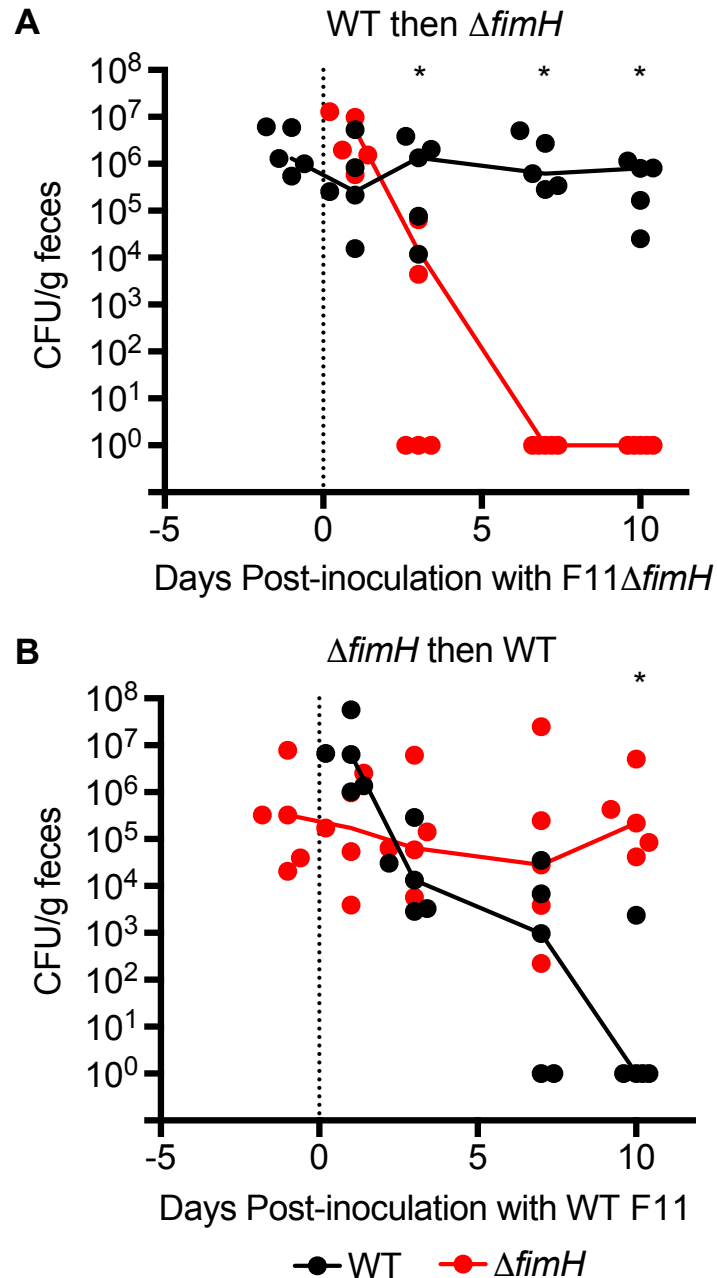 A
WT then ΔfimH
* * *
10⁸
10⁷
10⁶
10⁵
10⁴
10³
10²
10¹
10⁰
CFU/g feces
-5 0 5 10
Days Post-inoculation with F11ΔfimH
B
ΔfimH then WT
*
10⁸
10⁷
10⁶
10⁵
10⁴
10³
10²
10¹
10⁰
CFU/g feces
-5 0 5 10
Days Post-inoculation with WT F11
WT ΔfimH